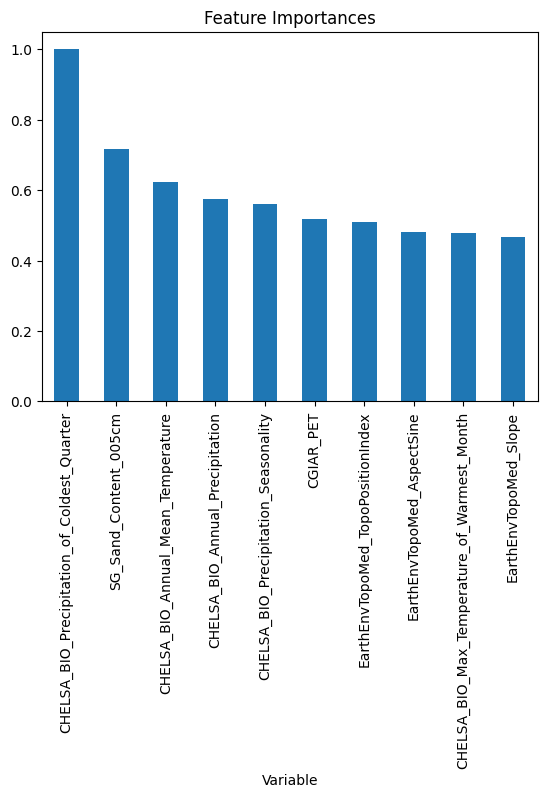 Feature Importances
1.0
0.8
0.6
0.4
0.2
0.0
CHELSA_BIO_Precipitation_of_Coldest_Quarter
SG_Sand_Content_005cm
CHELSA_BIO_Annual_Mean_Temperature
CHELSA_BIO_Annual_Precipitation
CHELSA_BIO_Precipitation_Seasonality
CGIAR_PET
EarthEnvTopoMed_TopoPositionIndex
EarthEnvTopoMed_AspectSine
CHELSA_BIO_Max_Temperature_of_Warmest_Month
EarthEnvTopoMed_Slope
Variable